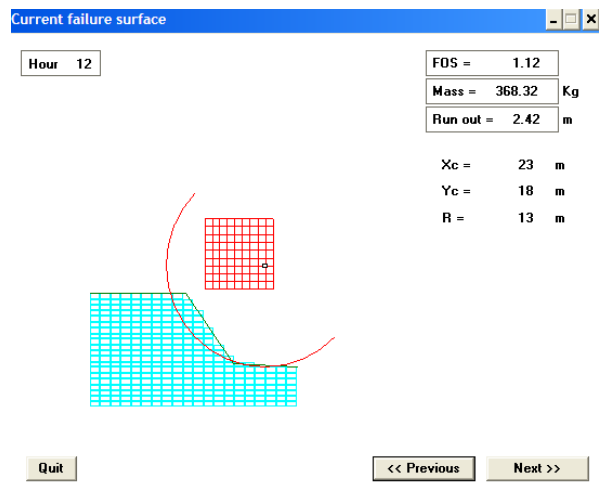 Current failure surface
Hour 12
FOS = 1.12
Mass = 368.32 Kg
Run out = 2.42 m
Xc = 23 m
Yc = 18 m
R = 13 m
Quit
<< Previous
Next >>